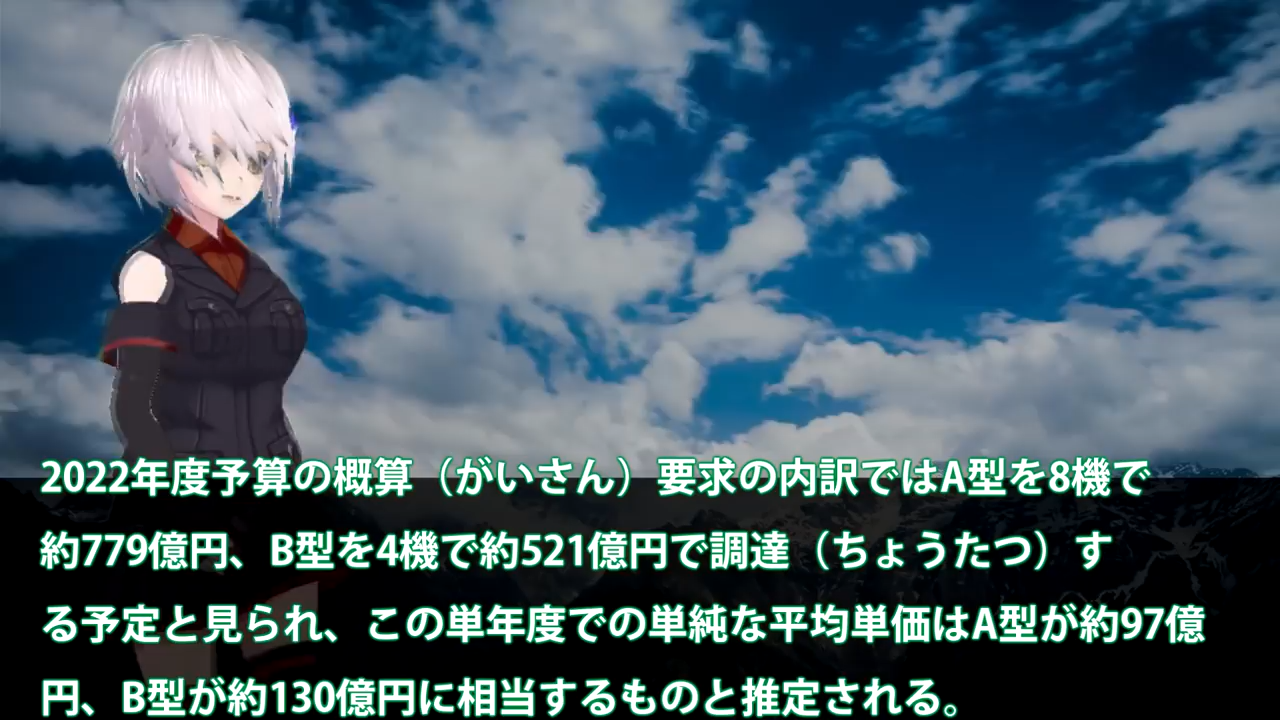 2022年度予算の概算（がいさん）要求の内訳ではA型を8機で
約779億円、B型を4機で約521億円で調達（ちょうたつ）す
る予定と見られ、この単年度での単純な平均単価はA型が約97億
円、B型が約130億円に相当するものと推定される。